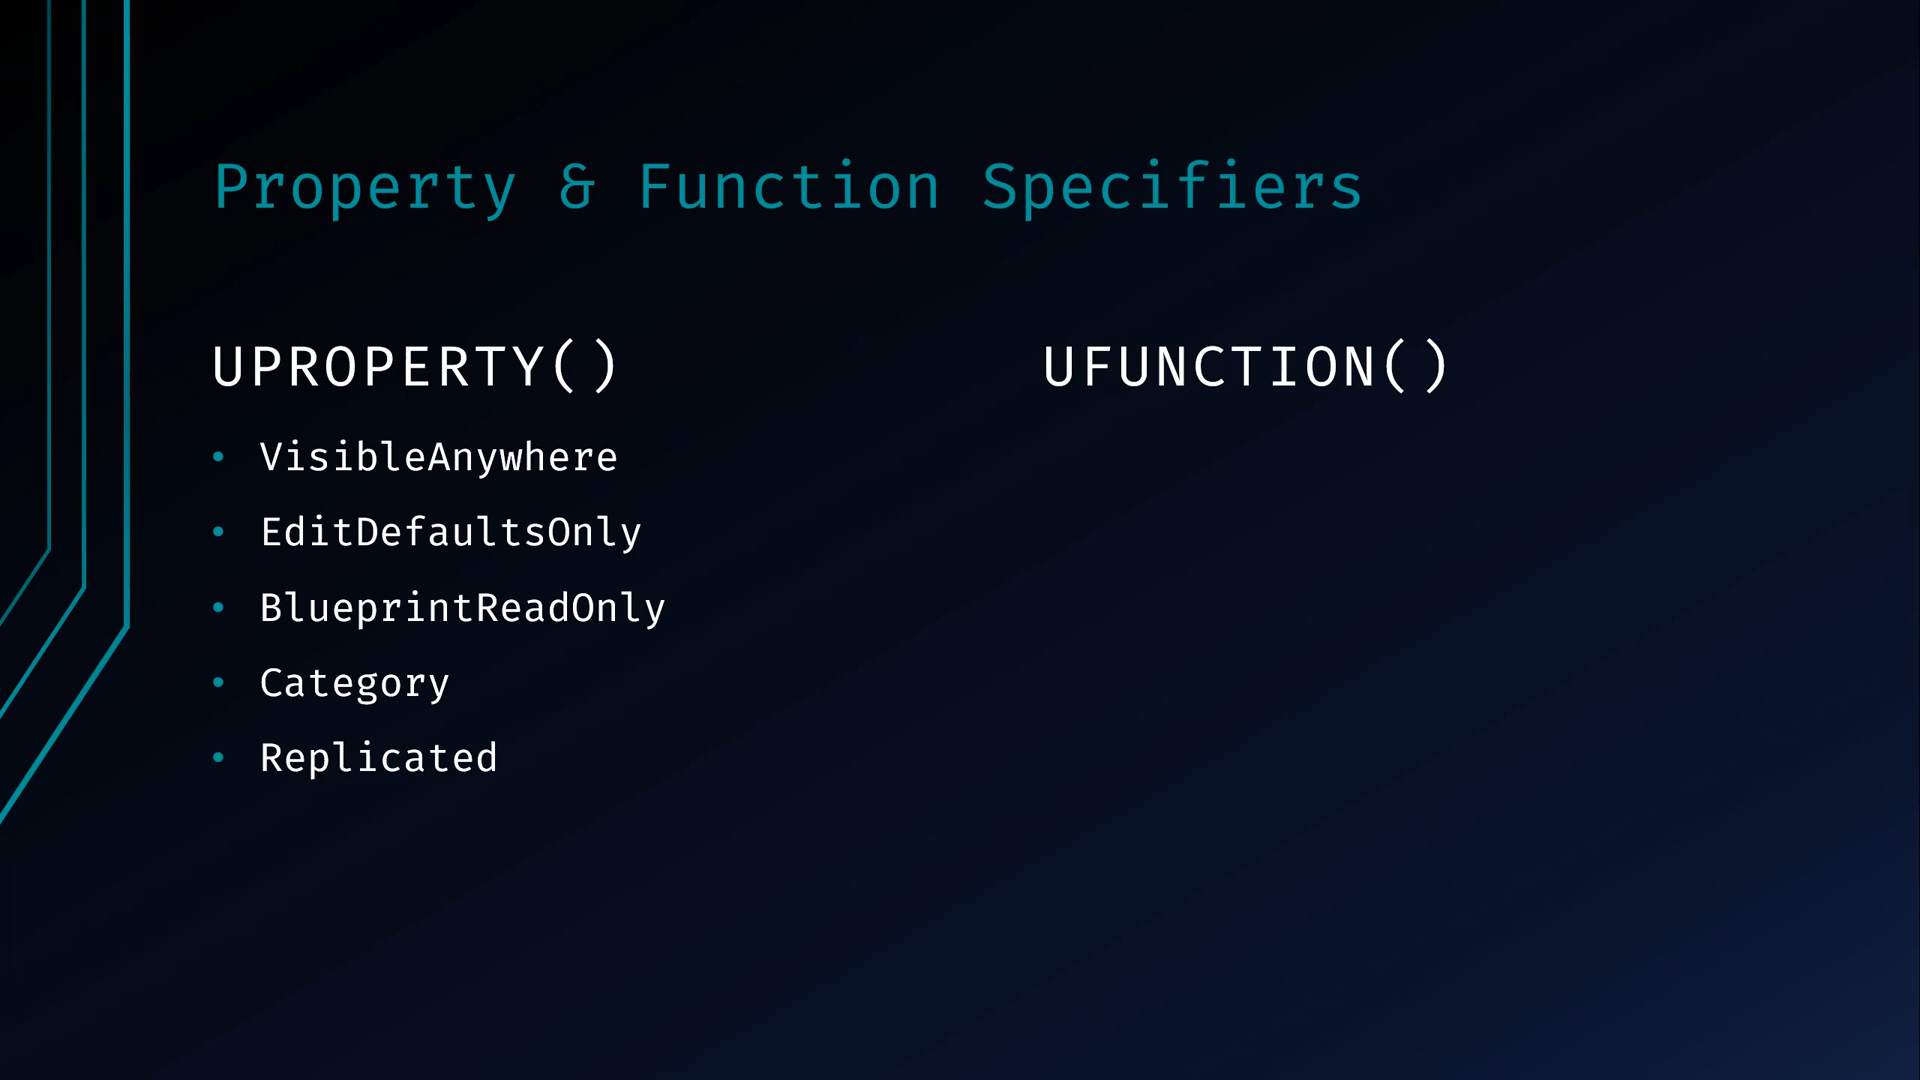 Property & Function Specifiers
UPROPERTY()
• VisibleAnywhere
• EditDefaultsOnly
• BlueprintReadOnly
• Category
• Replicated
UFUNCTION()